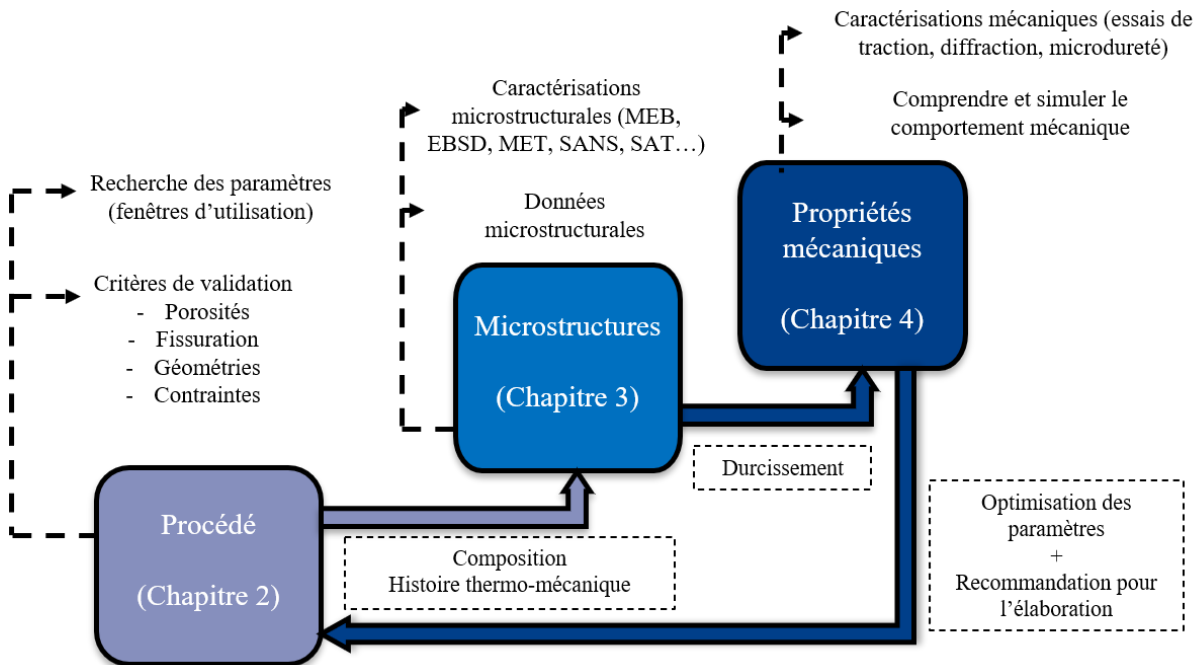 Caractérisations mécaniques (essais de
traction, diffraction, microdureté)
Comprendre et simuler le
comportement mécanique
Caractérisations
microstructurales (MEB,
EBSD, MET, SANS, SAT…)
Données
microstructurales
Recherche des paramètres
(fenêtres d’utilisation)
Critères de validation
- Porosités
- Fissuration
- Géométries
- Contraintes
Propriétés
mécaniques
(Chapitre 4)
Microstructures
(Chapitre 3)
Durcissement
Procédé
(Chapitre 2)
Composition
Histoire thermo-mécanique
Optimisation des
paramètres
+
Recommandation pour
l’élaboration